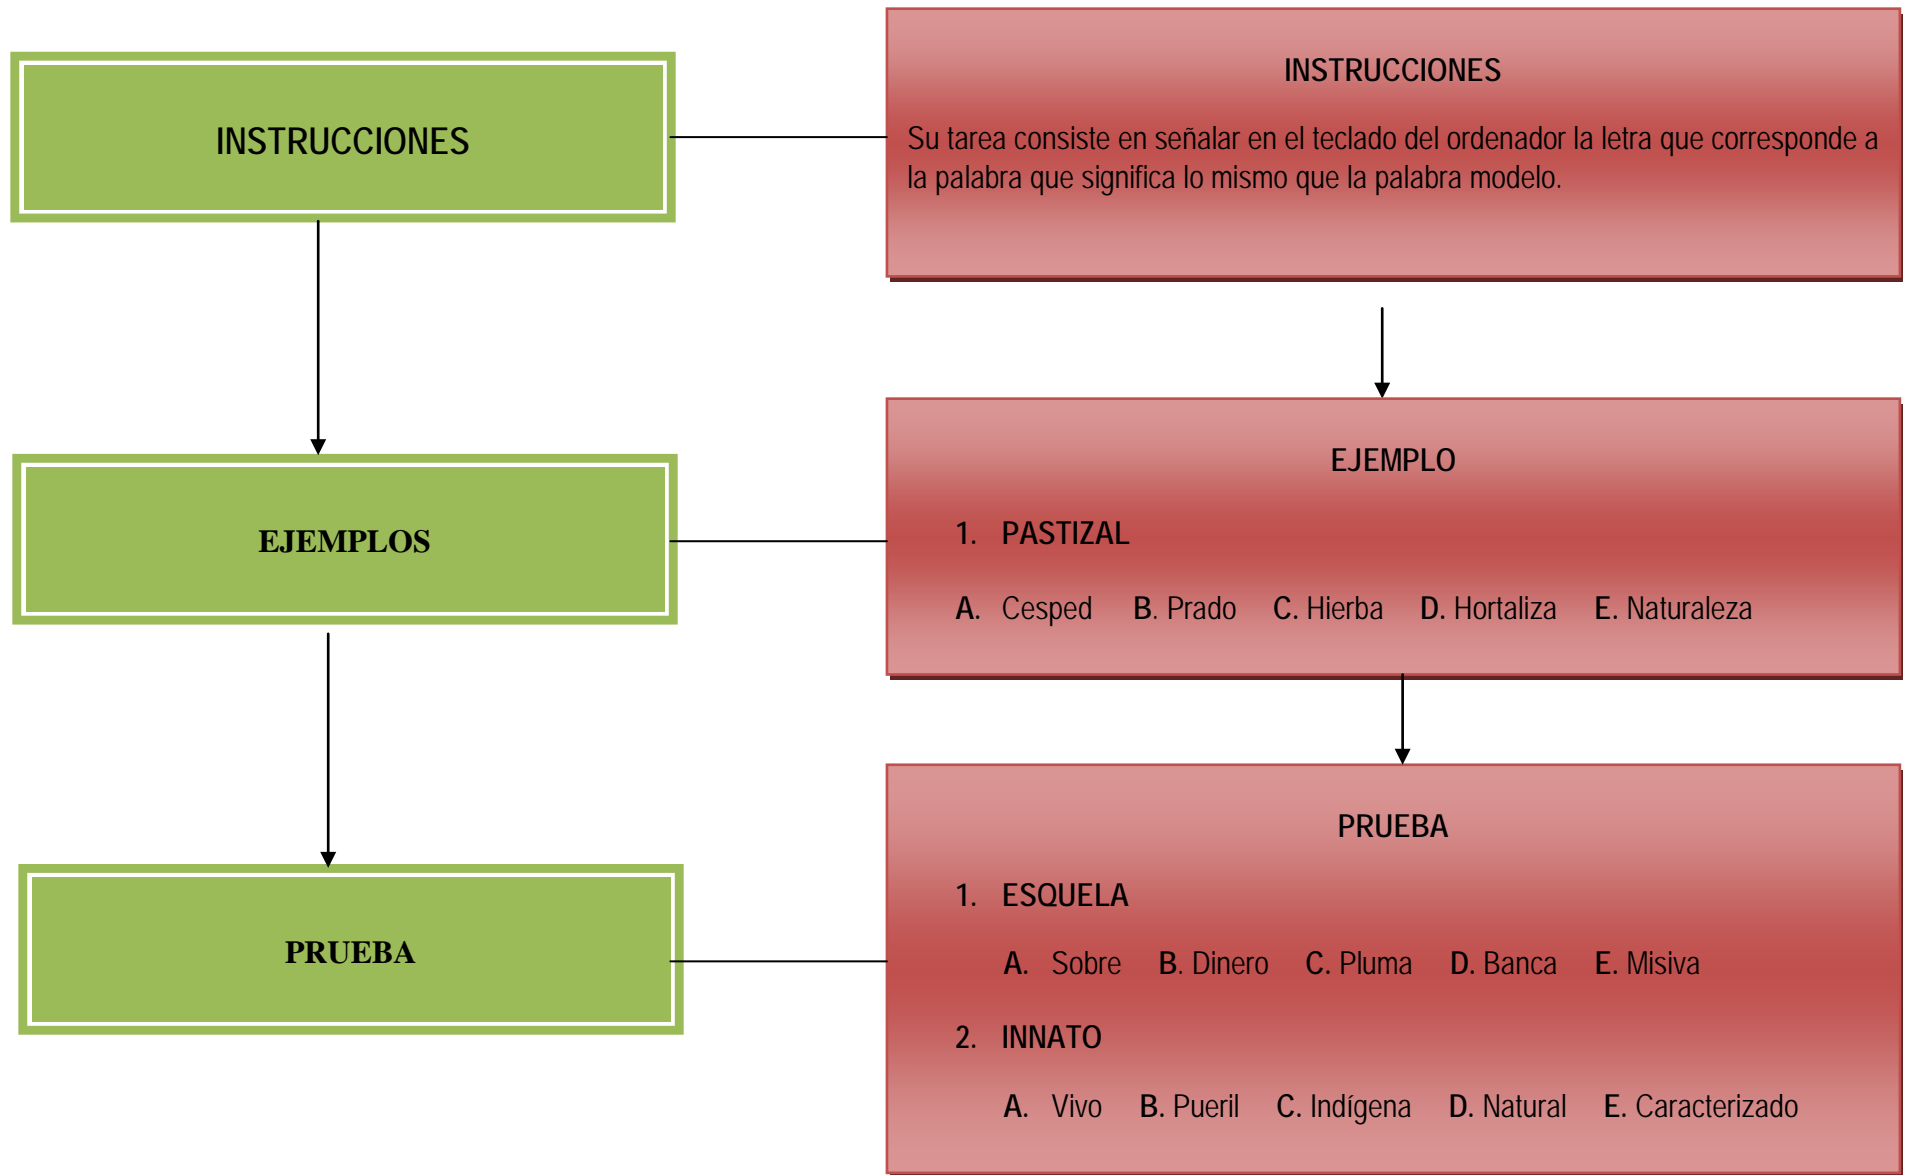 INSTRUCCIONES
INSTRUCCIONES
Su tarea consiste en señalar en el teclado del ordenador la letra que corresponde a
la palabra que significa lo mismo que la palabra modelo.
EJEMPLOS
EJEMPLO
1. PASTIZAL
A. Cesped B. Prado C. Hierba D. Hortaliza E. Naturaleza
PRUEBA
PRUEBA
1. ESQUELA
A. Sobre B. Dinero C. Pluma D. Banca E. Misiva
2. INNATO
A. Vivo B. Pueril C. Indígena D. Natural E. Caracterizado